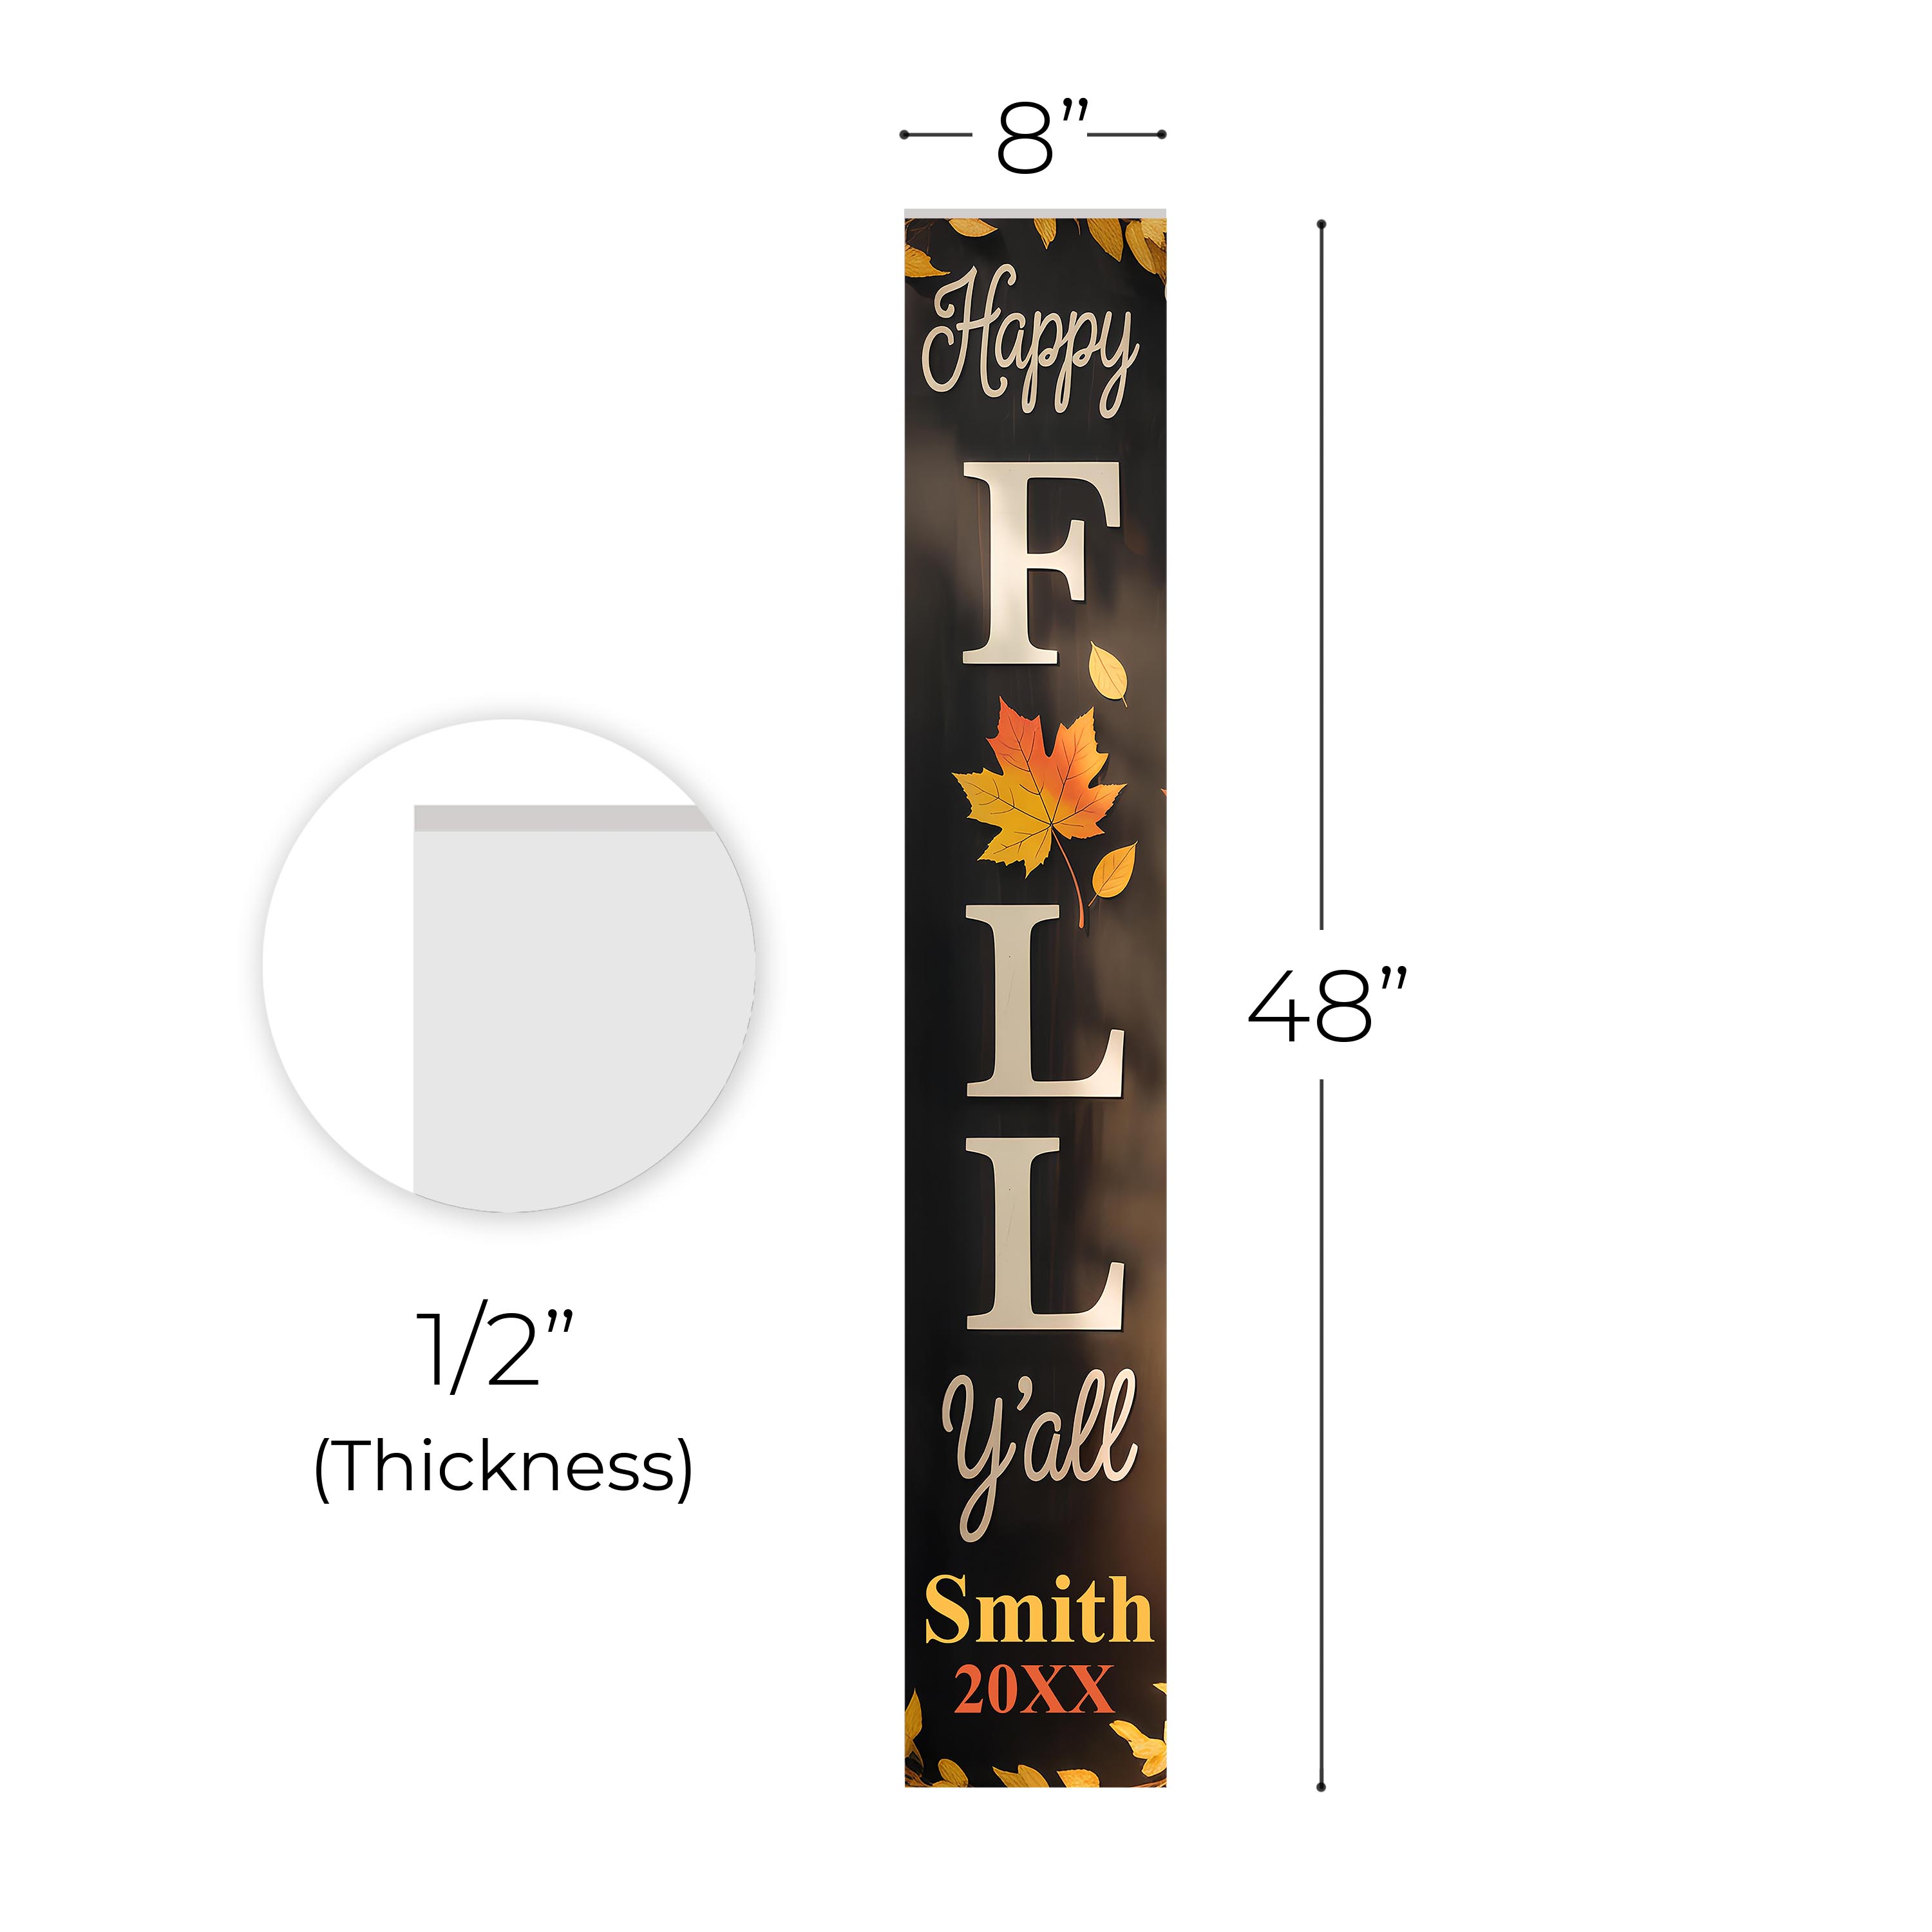 8”
Happy
F
L
L
Y’all
Smith
20XX
48”
1/2”
(Thickness)